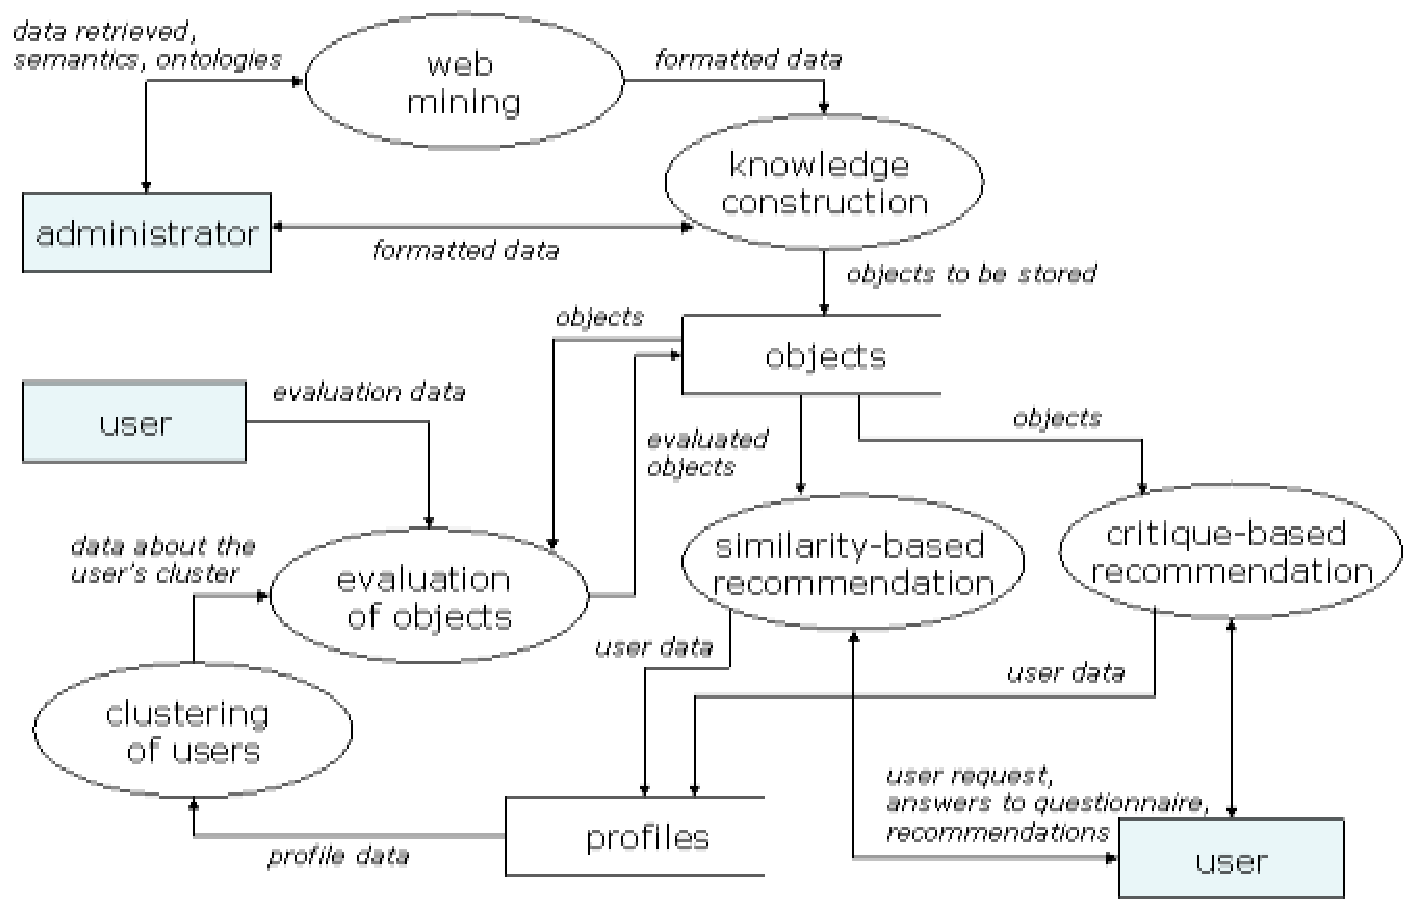 data retrieved,
semantics, ontologies
web
mining
formatted data
knowledge
construction
administrator
formatted data
objects to be stored
objects
objects
user
evaluation data
evaluated
objects
objects
data about the
user's cluster
evaluation
of objects
similarity-based
recommendation
critique-based
recommendation
user data
user data
clustering
of users
user request,
answers to questionnaire,
recommendations
profiles
profile data
user